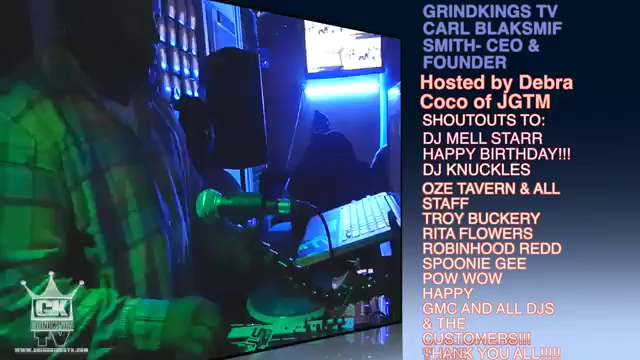 GRINDKINGS TV
CARL BLAKSMIF
SMITH- CEO &
FOUNDER
Hosted by Debra
Coco of JGTM
SHOUTOUTS TO:
DJ MELL STARR
HAPPY BIRTHDAY!!!
DJ KNUCKLES
OZE TAVERN & ALL
STAFF
TROY BUCKERY
RITA FLOWERS
ROBINHOOD REDD
SPOONIE GEE
POW WOW
HAPPY
GMC AND ALL DJS
& THE
CUSTOMERS!!!
THANK YOU ALL!!!!!
GK
GRINDKINGS
TV